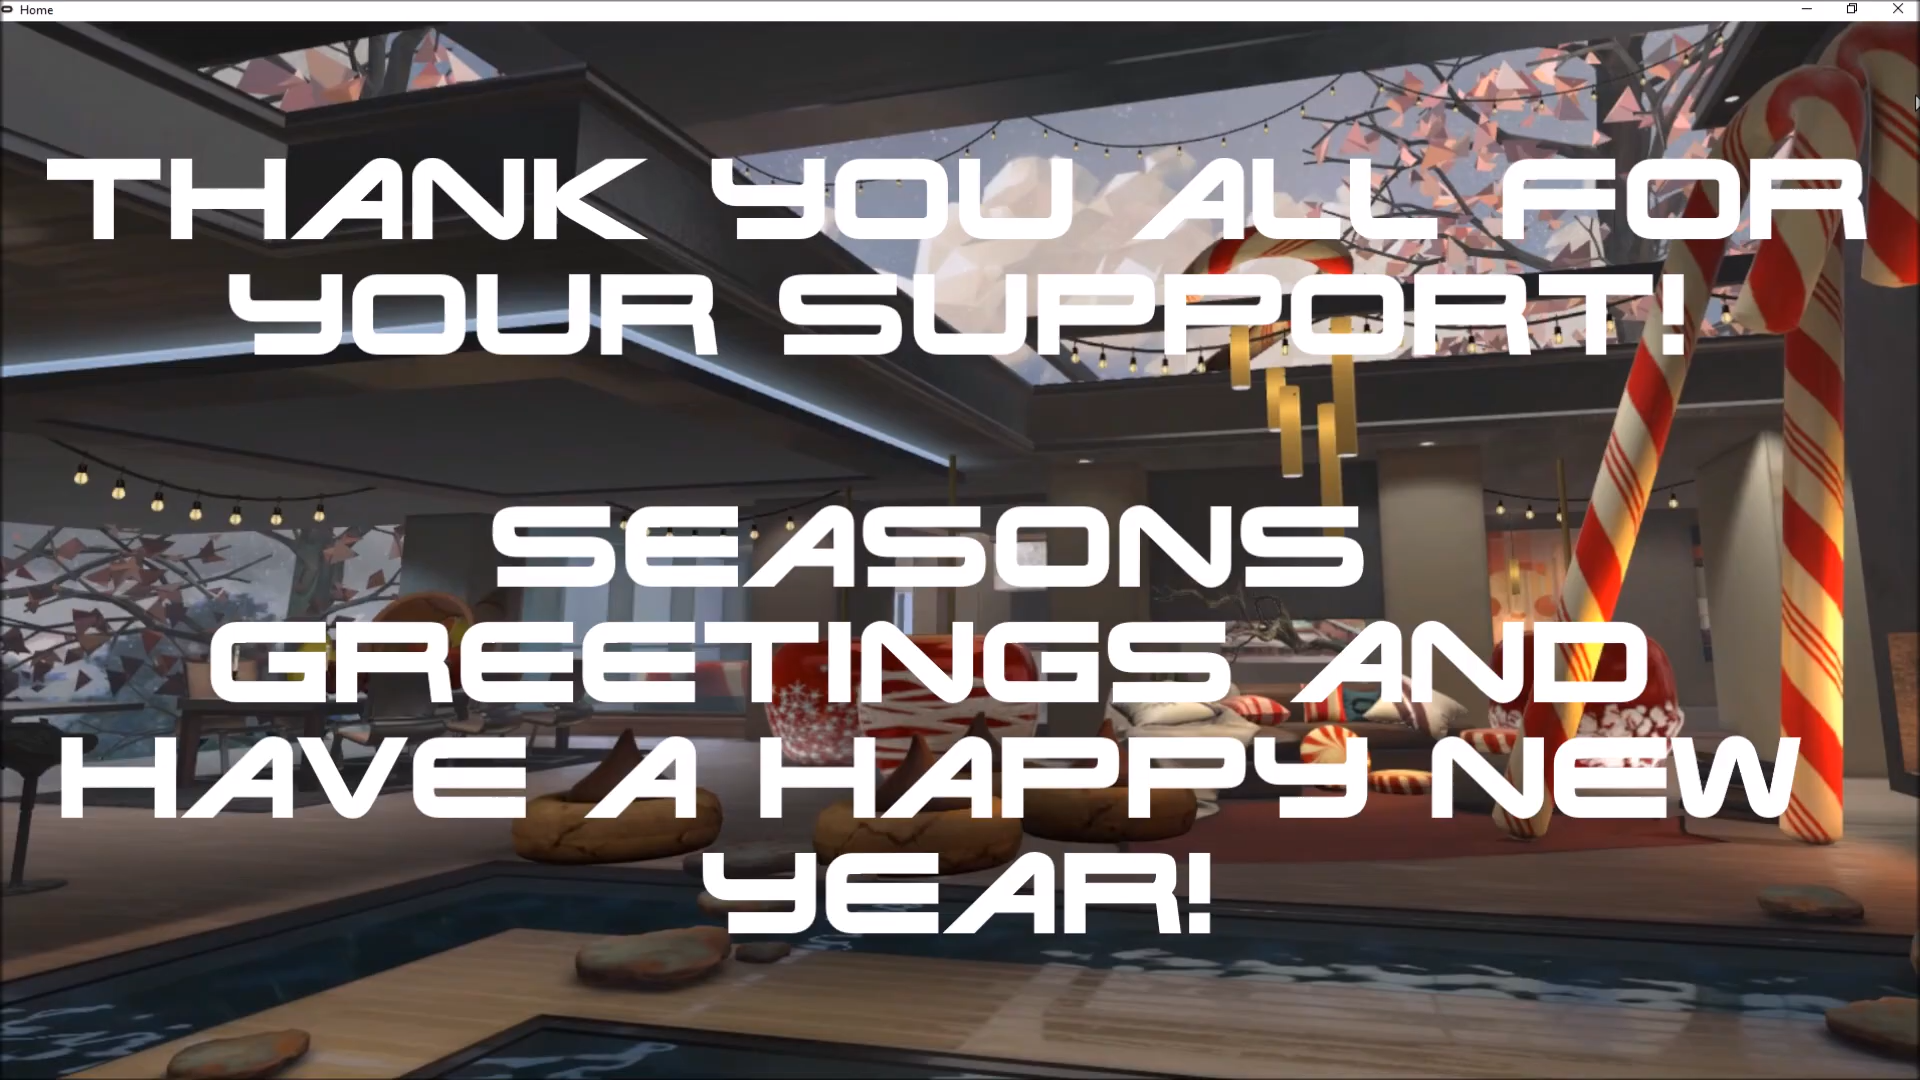 Home
THANK YOU ALL FOR
YOUR SUPPORT!
SEASONS
GREETINGS AND
HAVE A HAPPY NEW
YEAR!